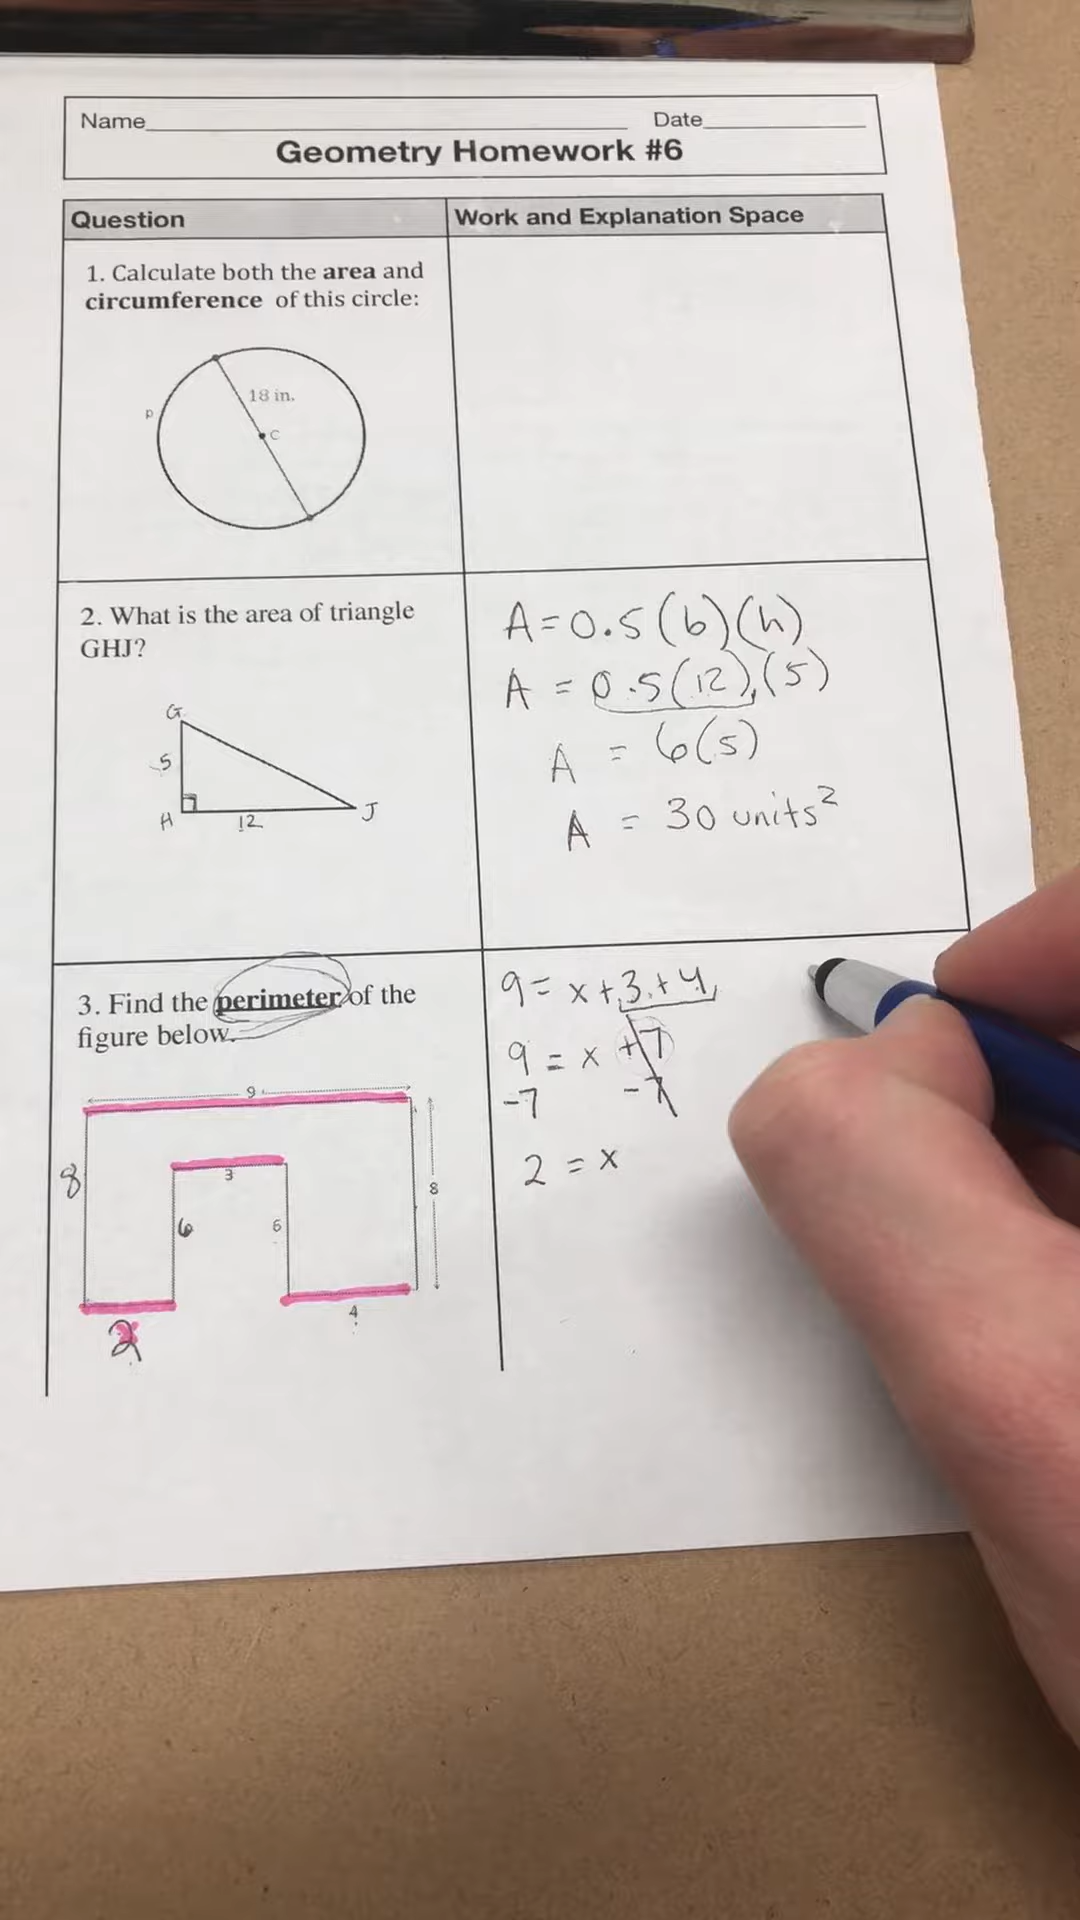 Name_____ Date_____
Geometry Homework #6
Question
Work and Explanation Space
1. Calculate both the area and
circumference of this circle:
18 in.
P
C
2. What is the area of triangle
GHJ?
G
5
H
12
J
A = 0.5(b)(h)
A = 0.5(12)(5)
A = 6(5)
A = 30 units²
3. Find the perimeter of the
figure below.
9
8
3
6
6
8
4
2
9 = x + 3 + 4
9 = x + 7
-7 -7
2 = x